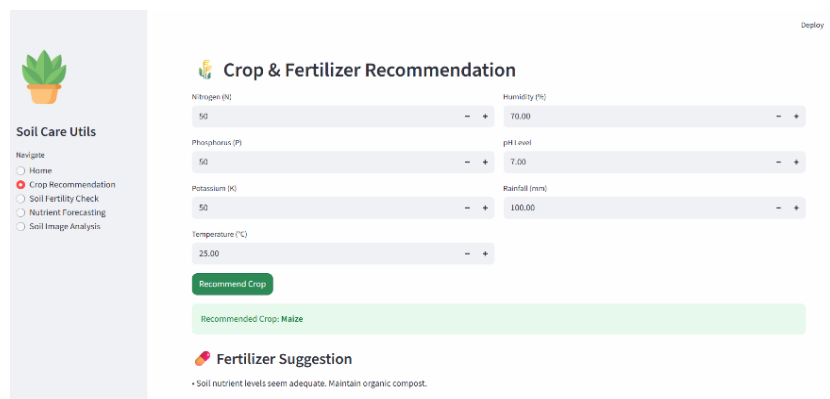 Deploy
Soil Care Utils
Navigate
Home
Crop Recommendation
Soil Fertility Check
Nutrient Forecasting
Soil Image Analysis
Crop & Fertilizer Recommendation
Nitrogen (N)
50
Phosphorus (P)
50
Potassium (K)
50
Temperature (°C)
25.00
Humidity (%)
70.00
pH Level
7.00
Rainfall (mm)
100.00
Recommend Crop
Recommended Crop: Maize
Fertilizer Suggestion
• Soil nutrient levels seem adequate. Maintain organic compost.